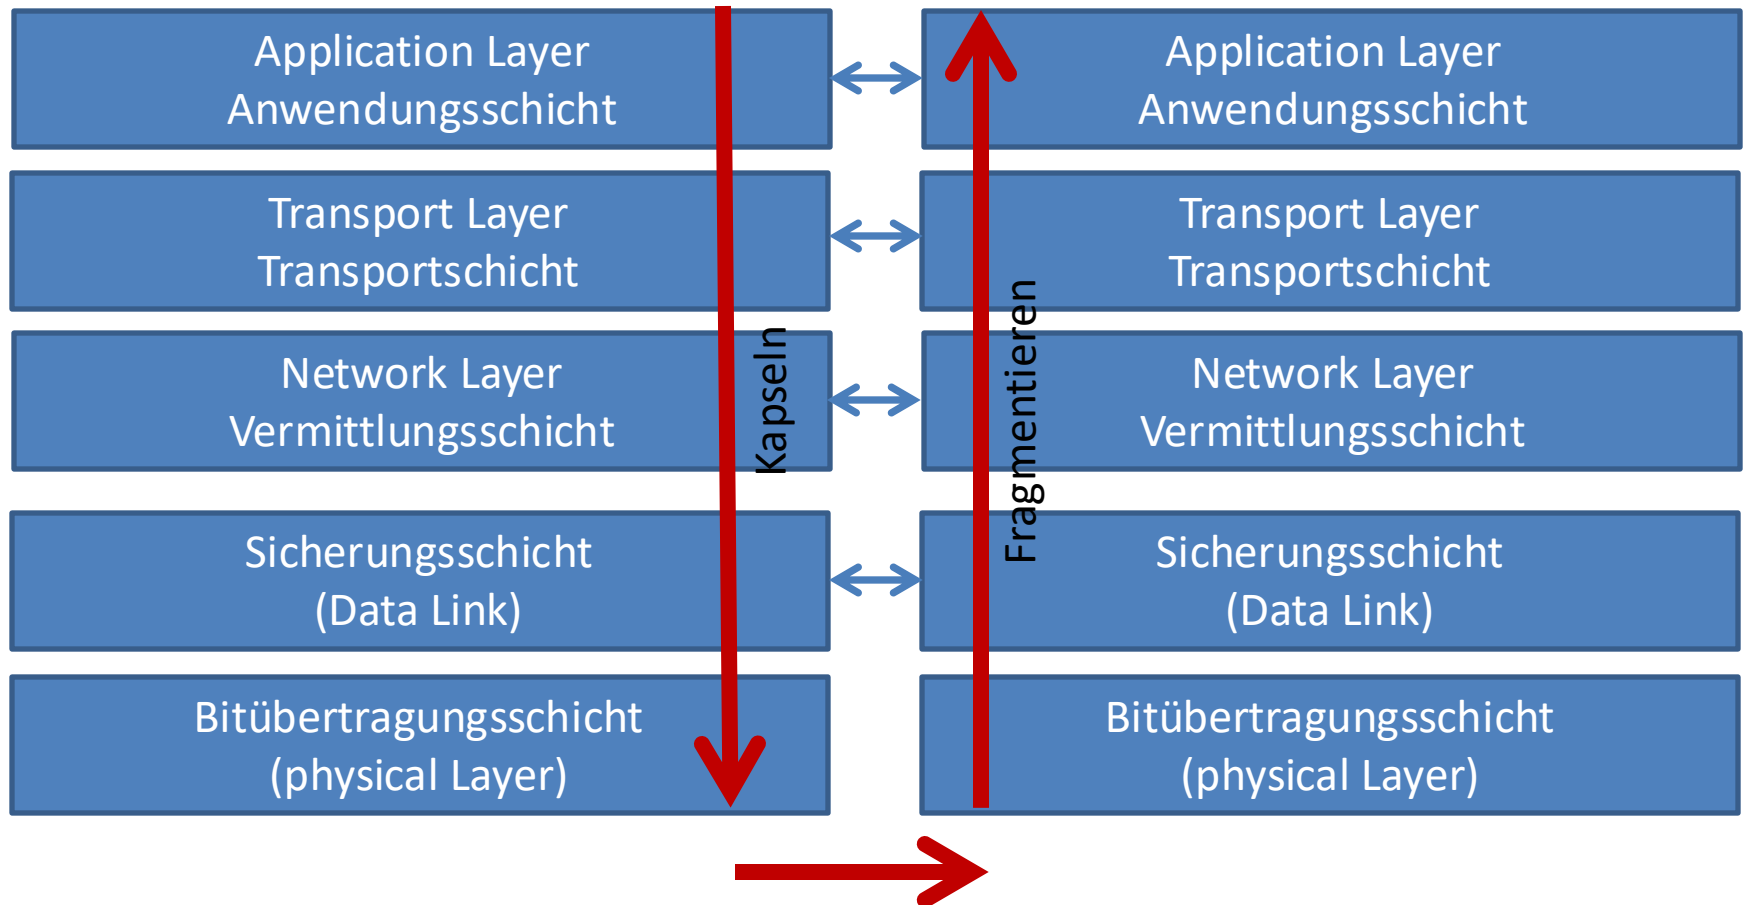 Application Layer
Anwendungsschicht
Transport Layer
Transportschicht
Network Layer
Vermittlungsschicht
Sicherungsschicht
(Data Link)
Bitübertragungsschicht
(physical Layer)
Kapseln
Fragmentieren
Application Layer
Anwendungsschicht
Transport Layer
Transportschicht
Network Layer
Vermittlungsschicht
Sicherungsschicht
(Data Link)
Bitübertragungsschicht
(physical Layer)